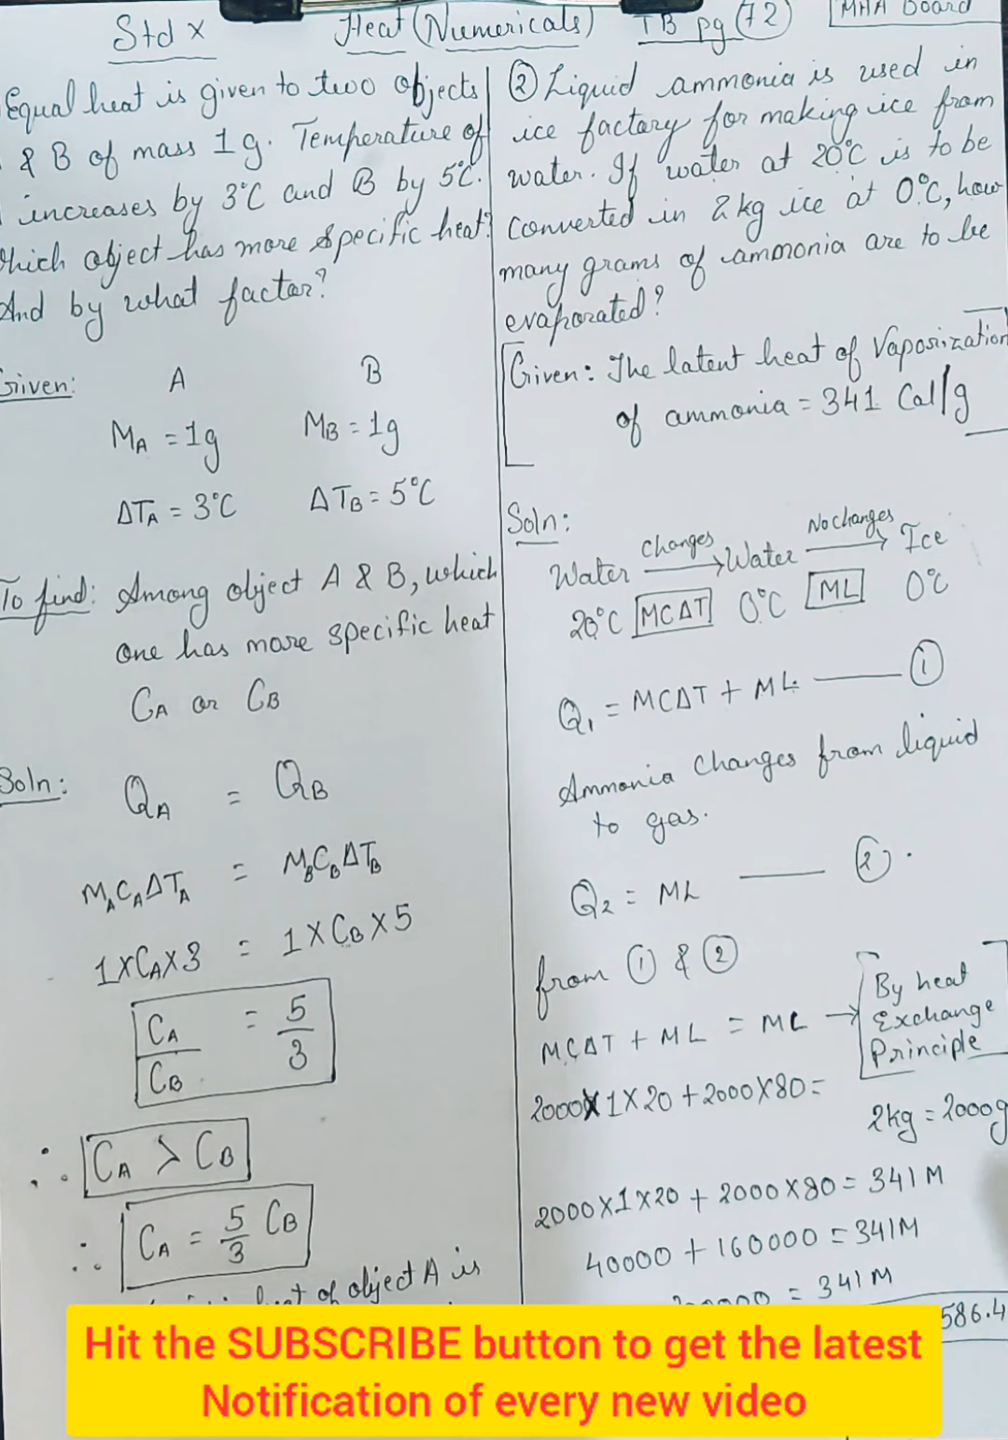 Std X Heat (Numericals) TB pg 72 MHA Board
Equal heat is given to two objects
& B of mass 1g. Temperature of
increases by 3°C and B by 5°C.
Which object has more specific heat?
And by what factor?
Given: A B
MA = 1g MB = 1g
ΔTA = 3°C ΔTB = 5°C
To find: Among object A & B, which
one has more specific heat
CA or CB
Soln: QA = QB
MACAΔTA = MBCBΔTB
1×CA×3 = 1×CB×5
CA/CB = 5/3
∴ CA > CB
∴ CA = 5/3 CB
of object A is
② Liquid ammonia is used in
ice factory for making ice from
water. If water at 20°C is to be
converted in 2kg ice at 0°C, how
many grams of ammonia are to be
evaporated?
Given: The latent heat of Vaporization
of ammonia = 341 Cal/g
Soln:
Water Changes → Water No changes → Ice
20°C MCΔT 0°C ML 0°C
Q1 = MCΔT + ML ①
Ammonia Changes from liquid
to gas.
Q2 = ML ②.
from ① & ②
MCΔT + ML = ML → By heat
Exchange
Principle
2000×1×20 + 2000×80 =
2kg = 2000g
2000×1×20 + 2000×80 = 341M
40000 + 160000 = 341M
= 341M
586.4
Hit the SUBSCRIBE button to get the latest
Notification of every new video